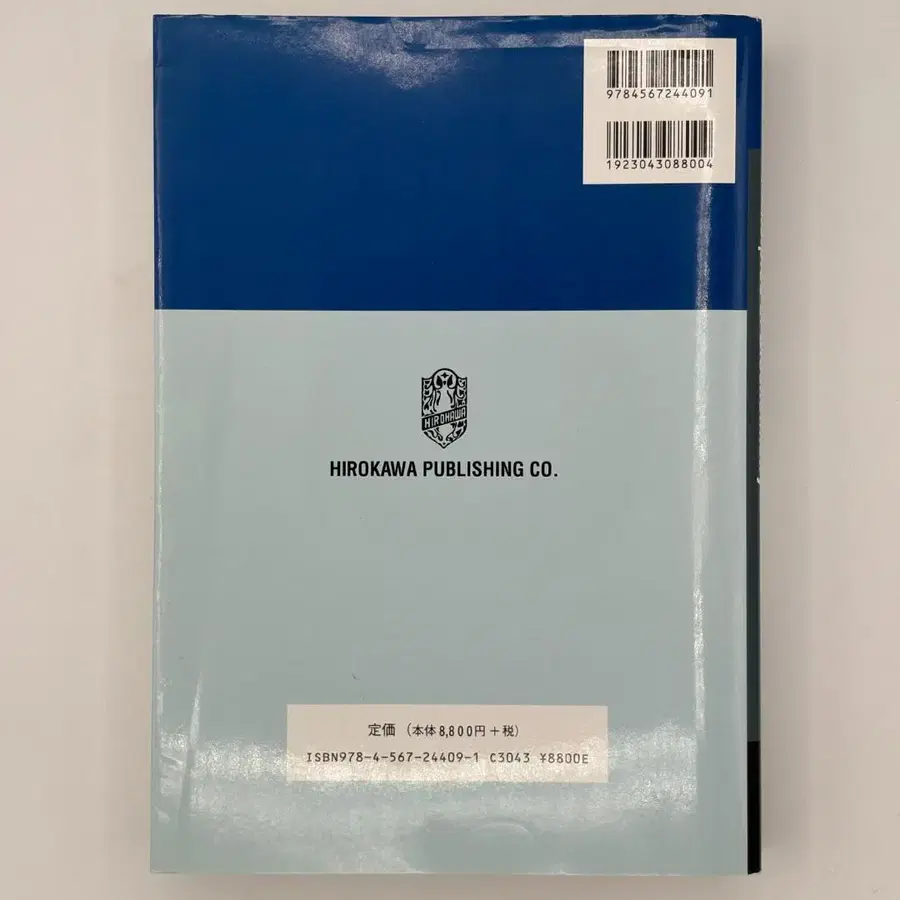 9784567244091
1923043088004
HIROKAWA
HIROKAWA PUBLISHING CO.
定価（本体8,800円＋税）
ISBN978-4-567-24409-1 C3043 ¥8800E